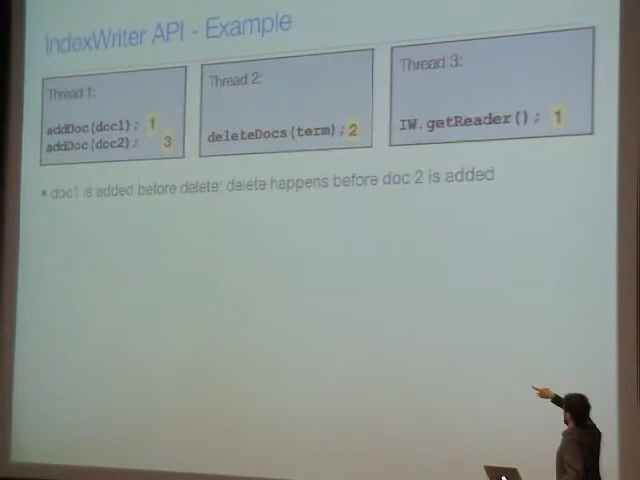 IndexWriter API - Example
Thread 1:
addDoc(doc1); 1
addDoc(doc2); 3
Thread 2:
deleteDocs(term); 2
Thread 3:
IW.getReader(); 1
• doc1 is added before delete: delete happens before doc 2 is added